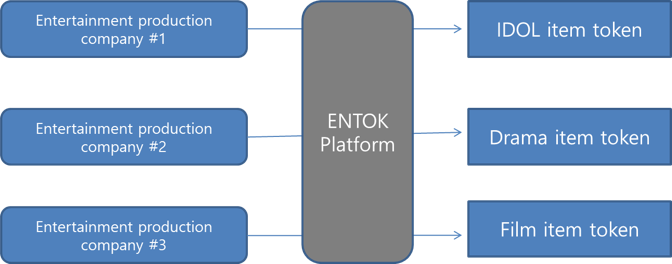 Entertainment production
company #1
IDOL item token
ENTOK
Platform
Entertainment production
company #2
Drama item token
Entertainment production
company #3
Film item token